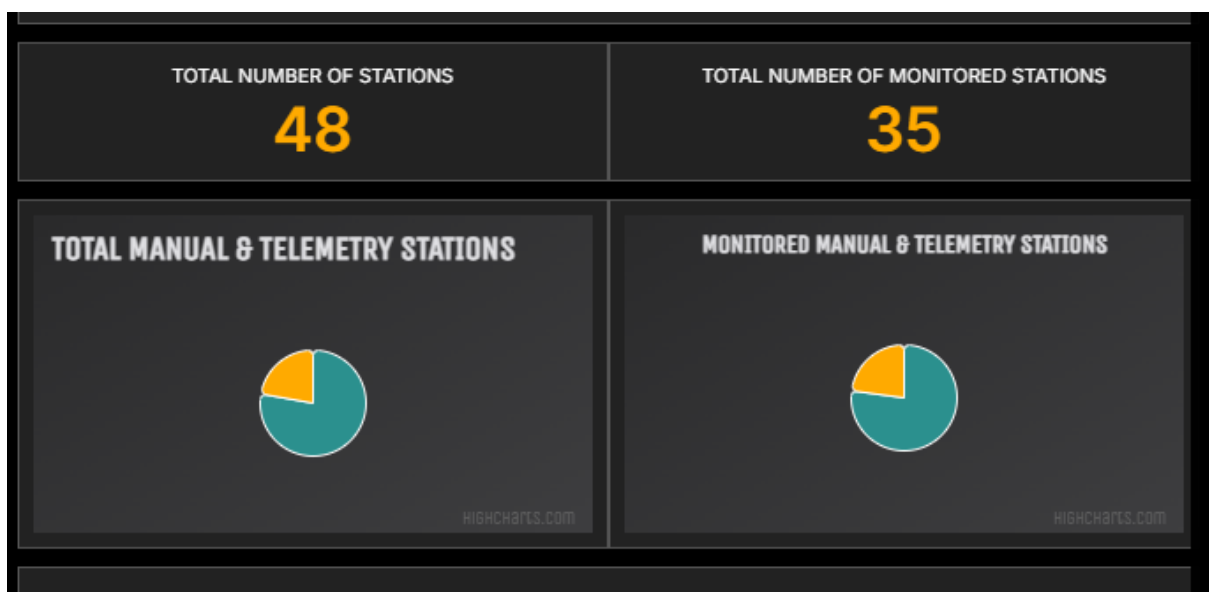 TOTAL NUMBER OF STATIONS
48
TOTAL NUMBER OF MONITORED STATIONS
35
TOTAL MANUAL & TELEMETRY STATIONS
HIGHCHARTS.COM
MONITORED MANUAL & TELEMETRY STATIONS
HIGHCHARTS.COM